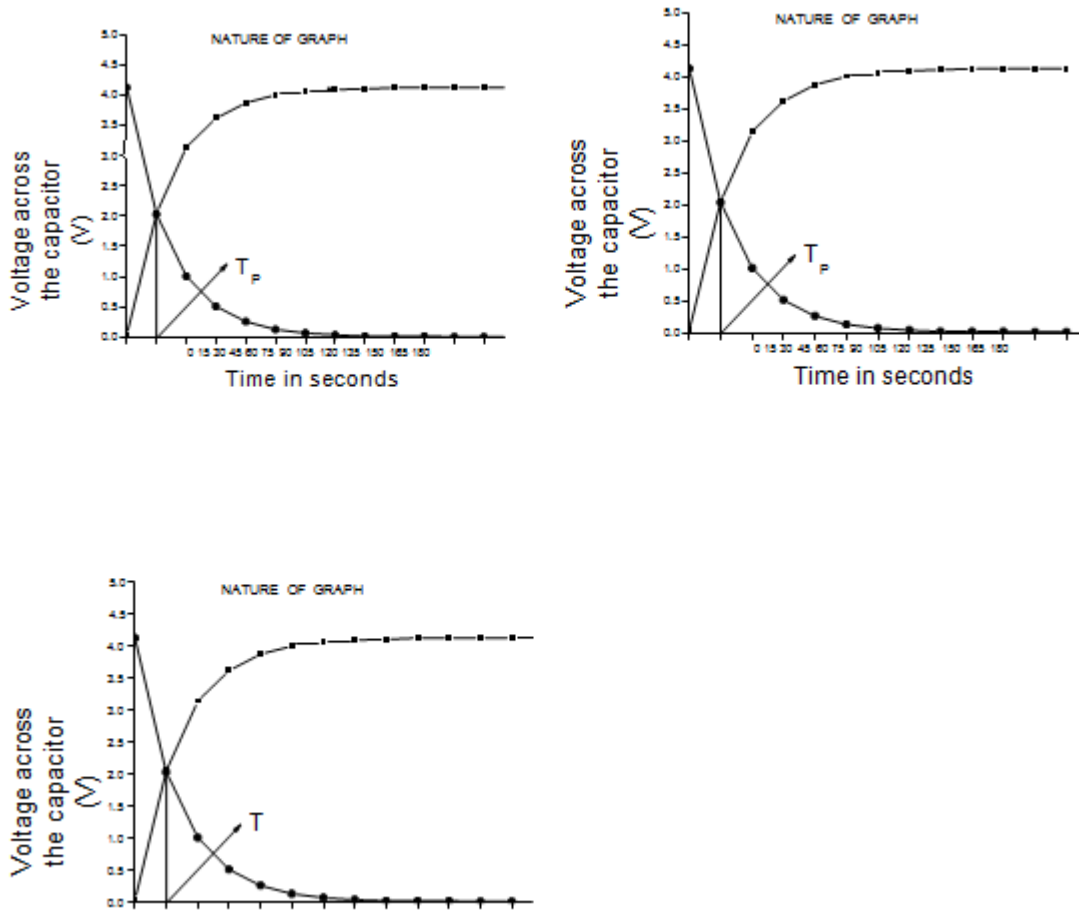 NATURE OF GRAPH
5.0
4.5
4.0
3.5
3.0
2.5
2.0
1.5
1.0
0.5
0.0
Voltage across
the capacitor
(V)
T P
0 15 30 45 60 75 90 105 120 150 165 180
Time in seconds
NATURE OF GRAPH
5.0
4.5
4.0
3.5
3.0
2.5
2.0
1.5
1.0
0.5
0.0
Voltage across
the capacitor
(V)
T P
0 15 30 45 60 75 90 105 120 150 165 180
Time in seconds
NATURE OF GRAPH
5.0
4.5
4.0
3.5
3.0
2.5
2.0
1.5
1.0
0.5
0.0
Voltage across
the capacitor
(V)
T